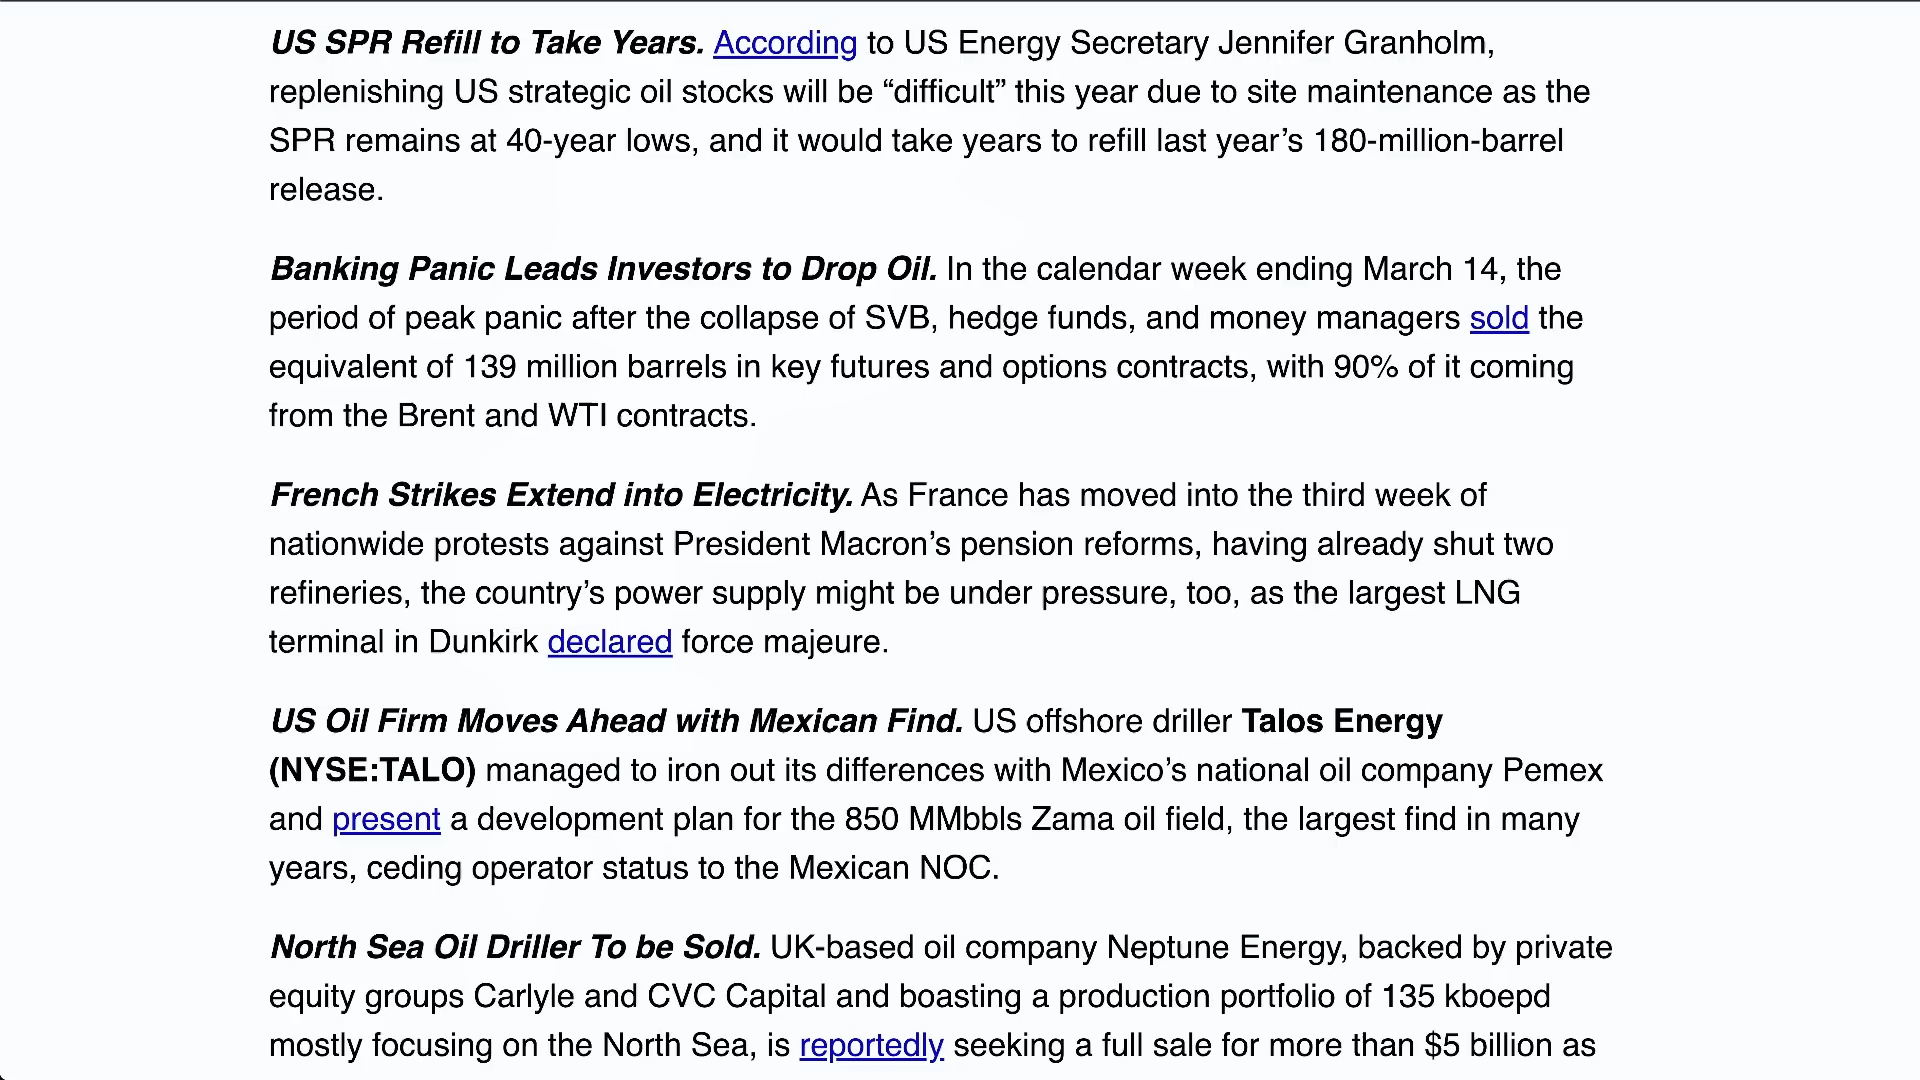 US SPR Refill to Take Years. According to US Energy Secretary Jennifer Granholm,
replenishing US strategic oil stocks will be “difficult” this year due to site maintenance as the
SPR remains at 40-year lows, and it would take years to refill last year’s 180-million-barrel
release.
Banking Panic Leads Investors to Drop Oil. In the calendar week ending March 14, the
period of peak panic after the collapse of SVB, hedge funds, and money managers sold the
equivalent of 139 million barrels in key futures and options contracts, with 90% of it coming
from the Brent and WTI contracts.
French Strikes Extend into Electricity. As France has moved into the third week of
nationwide protests against President Macron’s pension reforms, having already shut two
refineries, the country’s power supply might be under pressure, too, as the largest LNG
terminal in Dunkirk declared force majeure.
US Oil Firm Moves Ahead with Mexican Find. US offshore driller Talos Energy
(NYSE:TALO) managed to iron out its differences with Mexico’s national oil company Pemex
and present a development plan for the 850 MMbbls Zama oil field, the largest find in many
years, ceding operator status to the Mexican NOC.
North Sea Oil Driller To be Sold. UK-based oil company Neptune Energy, backed by private
equity groups Carlyle and CVC Capital and boasting a production portfolio of 135 kboepd
mostly focusing on the North Sea, is reportedly seeking a full sale for more than $5 billion as